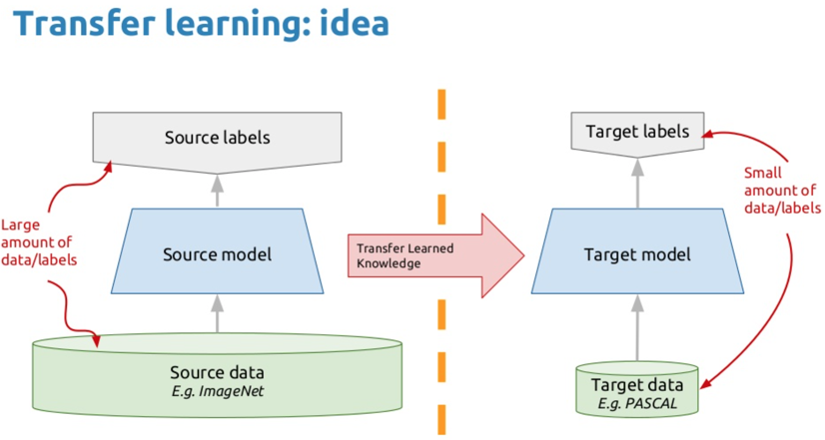 Transfer learning: idea
Source labels
Large
amount of
data/labels
Source model
Source data
E.g. ImageNet
Transfer Learned
Knowledge
Target labels
Small
amount of
data/labels
Target model
Target data
E.g. PASCAL